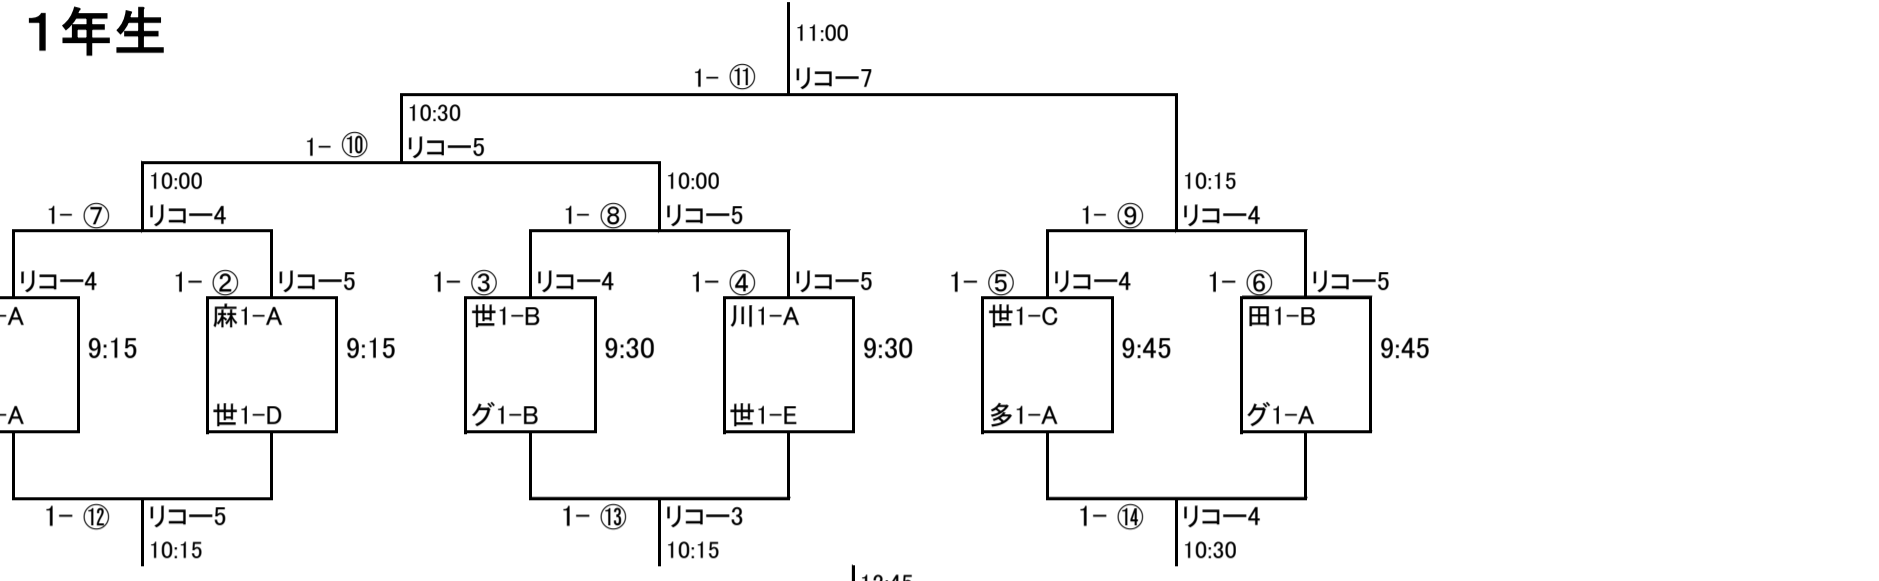 1年生
11:00
1- ⑪ リコー7
10:30
1- ⑩ リコー5
10:00 10:00 10:15
1- ⑦ リコー4 1- ⑧ リコー5 1- ⑨ リコー4
リコー4 1- ② リコー5 1- ③ リコー4 1- ④ リコー5 1- ⑤ リコー4 1- ⑥ リコー5
-A 麻1-A 世1-B 川1-A 世1-C 田1-B
9:15 9:15 9:30 9:30 9:45 9:45
-A 世1-D グ1-B 世1-E 多1-A グ1-A
1- ⑫ リコー5 1- ⑬ リコー3 1- ⑭ リコー4
10:15 10:15 10:30